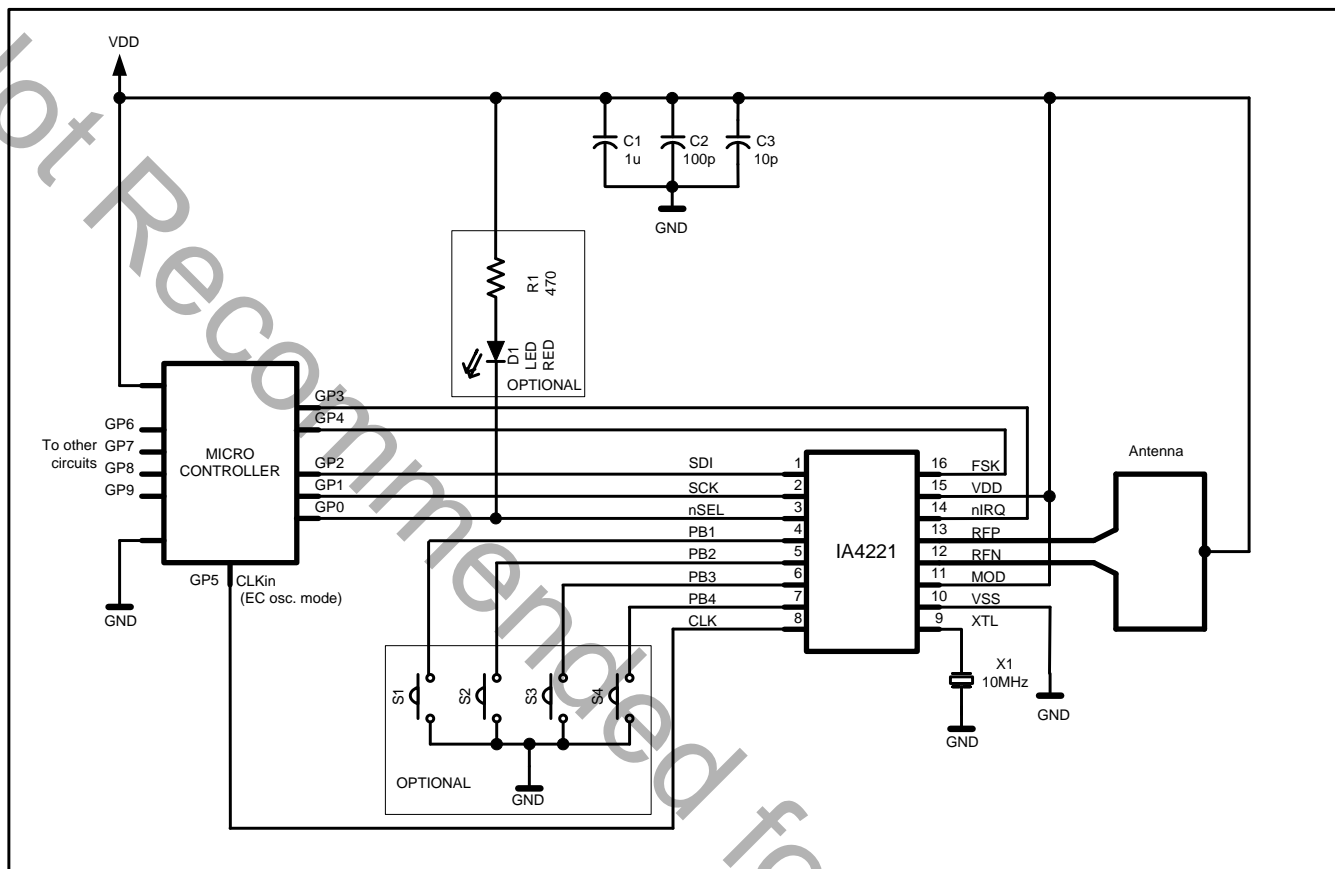 VDD
C1
1u
C2
100p
C3
10p
GND
R1
470
D1
LED
RED
OPTIONAL
GP3
GP4
GP6
To other
circuits
GP7
GP8
GP9
MICRO
CONTROLLER
GP2
GP1
GP0
GP5
CLKin
(EC osc. mode)
GND
SDI
SCK
nSEL
PB1
PB2
PB3
PB4
CLK
1
2
3
4
5
6
7
8
IA4221
16
15
14
13
12
11
10
9
FSK
VDD
nIRQ
RFP
RFN
MOD
VSS
XTL
Antenna
X1
10MHz
GND
GND
S1
S2
S3
S4
OPTIONAL
GND
ot Recommended fo